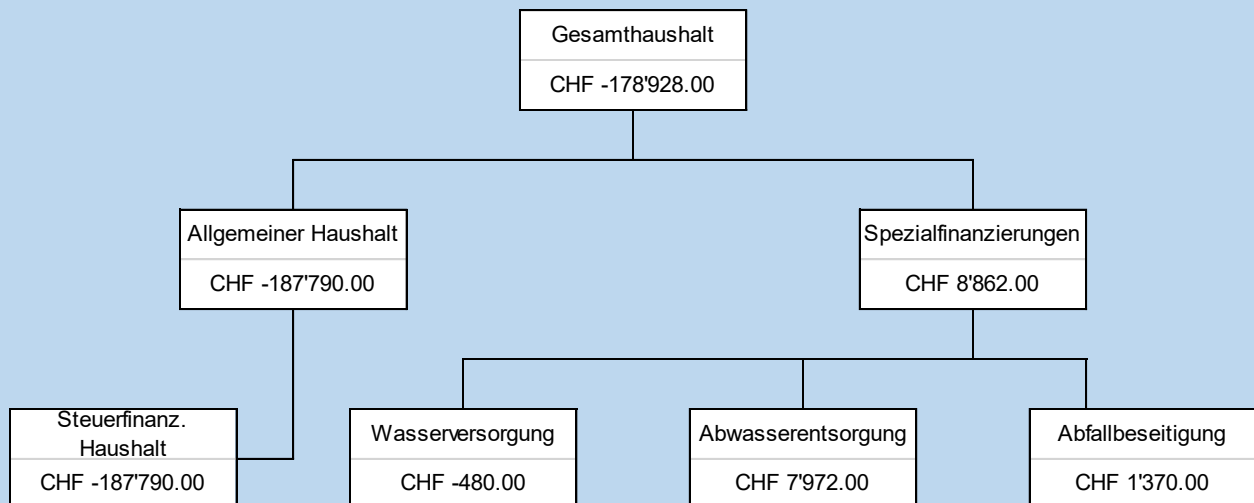 Gesamthaushalt
CHF -178'928.00
Allgemeiner Haushalt
CHF -187'790.00
Spezialfinanzierungen
CHF 8'862.00
Steuerfinanz.
Haushalt
CHF -187'790.00
Wasserversorgung
CHF -480.00
Abwasserentsorgung
CHF 7'972.00
Abfallbeseitigung
CHF 1'370.00